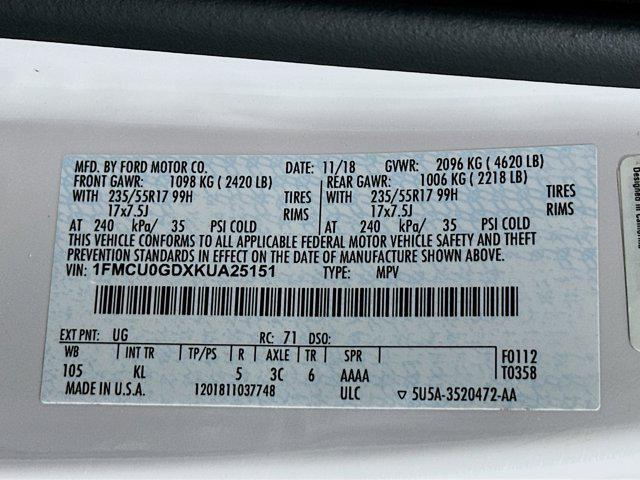 MFD. BY FORD MOTOR CO. DATE: 11/18 GVWR: 2096 KG ( 4620 LB)
FRONT GAWR: 1098 KG ( 2420 LB) REAR GAWR: 1006 KG ( 2218 LB)
WITH 235/55R17 99H TIRES WITH 235/55R17 99H TIRES
17x7.5J RIMS 17x7.5J RIMS
AT 240 kPa/ 35 PSI COLD AT 240 kPa/ 35 PSI COLD
THIS VEHICLE CONFORMS TO ALL APPLICABLE FEDERAL MOTOR VEHICLE SAFETY AND THEFT
PREVENTION STANDARDS IN EFFECT ON THE DATE OF MANUFACTURE SHOWN ABOVE.
VIN: 1FMCU0GDXKUA25151 TYPE: MPV
EXT PNT: UG RC: 71 DSO:
WB INT TR TP/PS R AXLE TR SPR F0112
105 KL 5 3C 6 AAAA T0358
MADE IN U.S.A. 1201811037748 ULC ▽ 5U5A-3520472-AA
Designed in California